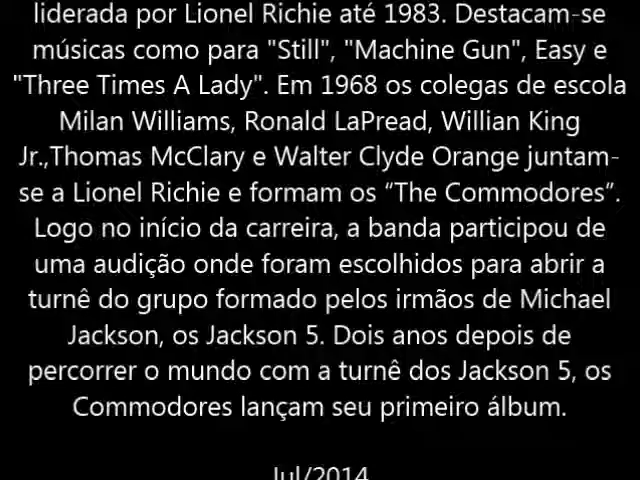 liderada por Lionel Richie até 1983. Destacam-se
músicas como para "Still", "Machine Gun", Easy e
"Three Times A Lady". Em 1968 os colegas de escola
Milan Williams, Ronald LaPread, Willian King
Jr.,Thomas McClary e Walter Clyde Orange juntam-
se a Lionel Richie e formam os “The Commodores”.
Logo no início da carreira, a banda participou de
uma audição onde foram escolhidos para abrir a
turnê do grupo formado pelos irmãos de Michael
Jackson, os Jackson 5. Dois anos depois de
percorrer o mundo com a turnê dos Jackson 5, os
Commodores lançam seu primeiro álbum.
Jul/2014